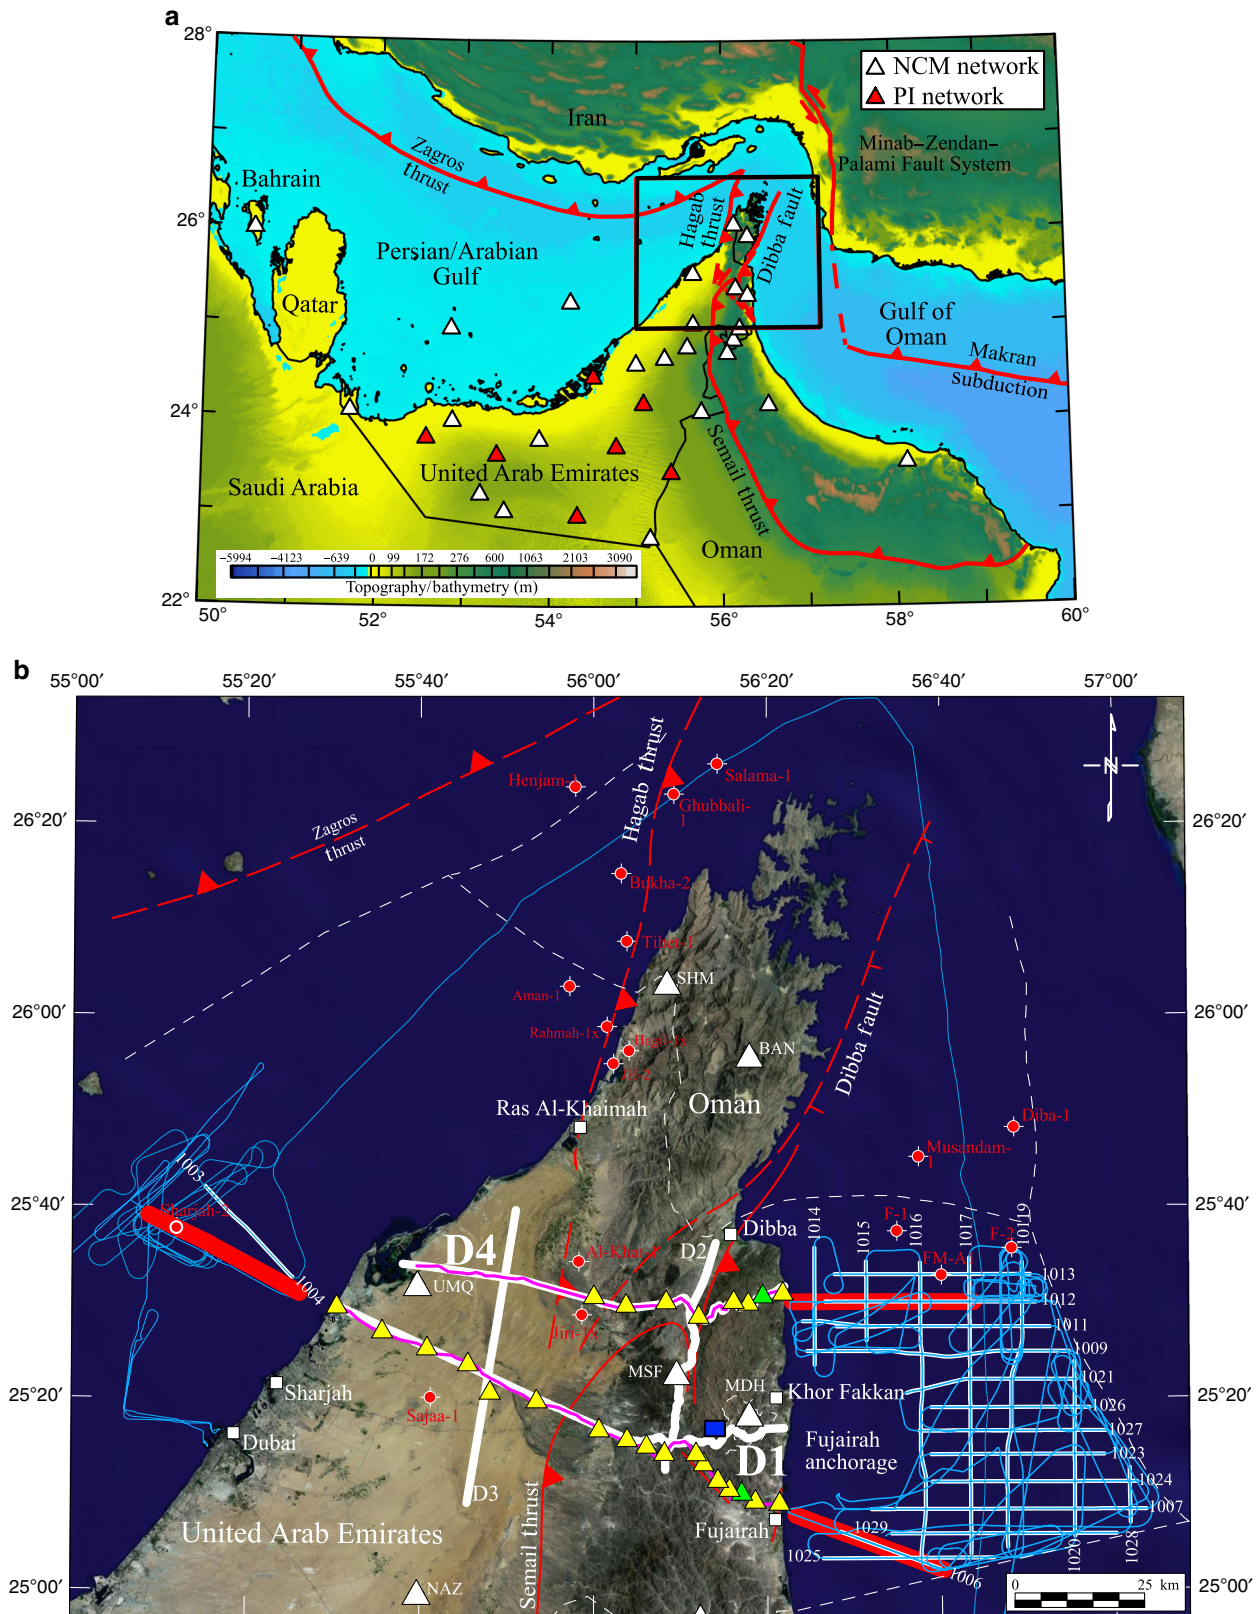 a
28°
NCM network
PI network
Iran
Minab–Zendan–
Palami Fault System
Zagros
thrust
Bahrain
Hagab
thrust
Dibba fault
26°
Persian/Arabian
Gulf
Qatar
Gulf of
Oman
Makran
subduction
24°
Semail thrust
United Arab Emirates
Saudi Arabia
Oman
−5994 −4123 −639 0 99 172 276 600 1063 2103 3090
Topography/bathymetry (m)
22°
50° 52° 54° 56° 58° 60°
b
55°00′ 55°20′ 55°40′ 56°00′ 56°20′ 56°40′ 57°00′
N
Hagab thrust
Salama-1
Henjam-1
Ghubbali-
1
26°20′ 26°20′
Zagros
thrust
Bukha-2
Tibat-1
SHM
Aman-1
26°00′ 26°00′
Rahmah-1x
Hagil-1x
BAN
Dibba fault
Oman
Ras Al-Khaimah
Diba-1
Musandam-
1
1003
25°40′ 25°40′
Sharjah-2
1014
1015
1016
1017
1019
F-1
F-2
Dibba
D4
D2
Al-Khar-1
FM-A
1013
1004
UMQ
1012
Jiri-1x
1011
1009
MSF
1021
MDH
Khor Fakkan
25°20′ 25°20′
Sharjah
1026
Sajaa-1
1027
Dubai
Fujairah
anchorage
D1
1023
1024
D3
1007
Fujairah
1029
United Arab Emirates
Semail thrust
1025
1020
1028
1006
25°00′ 25°00′
NAZ
0 25 km